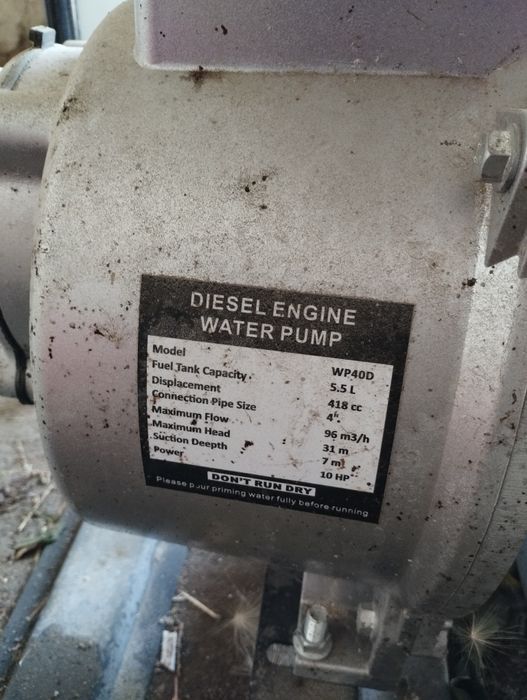 DIESEL ENGINE
WATER PUMP
Model WP40D
Fuel Tank Capacity 5.5 L
Displacement 418 cc
Connection Pipe Size 4"
Maximum Flow 96 m3/h
Maximum Head 31 m
Suction Deepth 7 m
Power 10 HP
DON'T RUN DRY
Please pour priming water fully before running